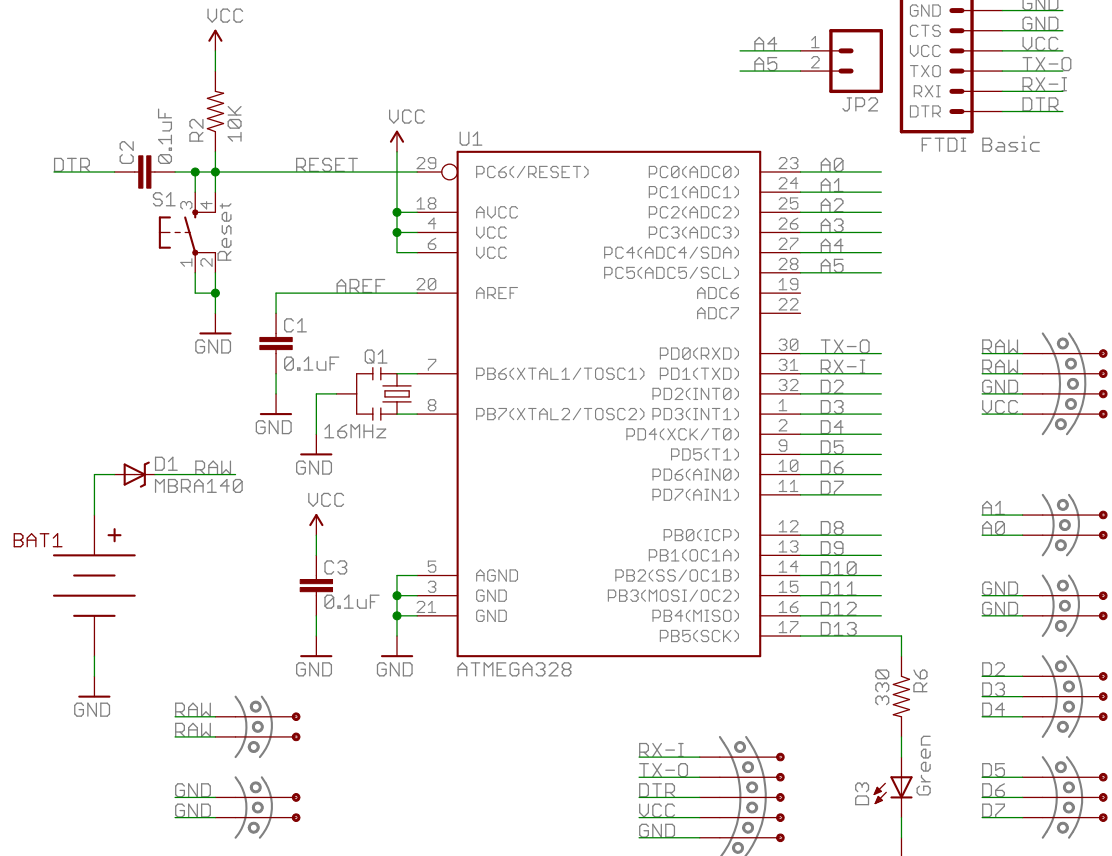 VCC
R2
10K
C2
0.1uF
DTR
RESET
S1
3
4
Reset
1
2
GND
VCC
U1
29
PC6(/RESET)
18
AVCC
4
VCC
6
VCC
AREF
20
AREF
C1
0.1uF
GND
Q1
7
PB6(XTAL1/TOSC1)
8
PB7(XTAL2/TOSC2)
16MHz
GND
D1
RAW
MBRA140
BAT1
+
GND
VCC
C3
0.1uF
GND
5
AGND
3
GND
21
GND
GND
ATMEGA328
PC0(ADC0) 23 A0
PC1(ADC1) 24 A1
PC2(ADC2) 25 A2
PC3(ADC3) 26 A3
PC4(ADC4/SDA) 27 A4
PC5(ADC5/SCL) 28 A5
ADC6 19
ADC7 22
PD0(RXD) 30 TX-O
PD1(TXD) 31 RX-I
PD2(INT0) 32 D2
PD3(INT1) 1 D3
PD4(XCK/T0) 2 D4
PD5(T1) 9 D5
PD6(AIN0) 10 D6
PD7(AIN1) 11 D7
PB0(ICP) 12 D8
PB1(OC1A) 13 D9
PB2(SS/OC1B) 14 D10
PB3(MOSI/OC2) 15 D11
PB4(MISO) 16 D12
PB5(SCK) 17 D13
A4 1
A5 2
JP2
GND GND
CTS GND
VCC VCC
TXO TX-O
RXI RX-I
DTR DTR
FTDI Basic
330
R6
D3
Green
RAW
RAW
GND
VCC
A1
A0
GND
GND
D2
D3
D4
D5
D6
D7
RAW
RAW
GND
GND
RX-I
TX-O
DTR
VCC
GND